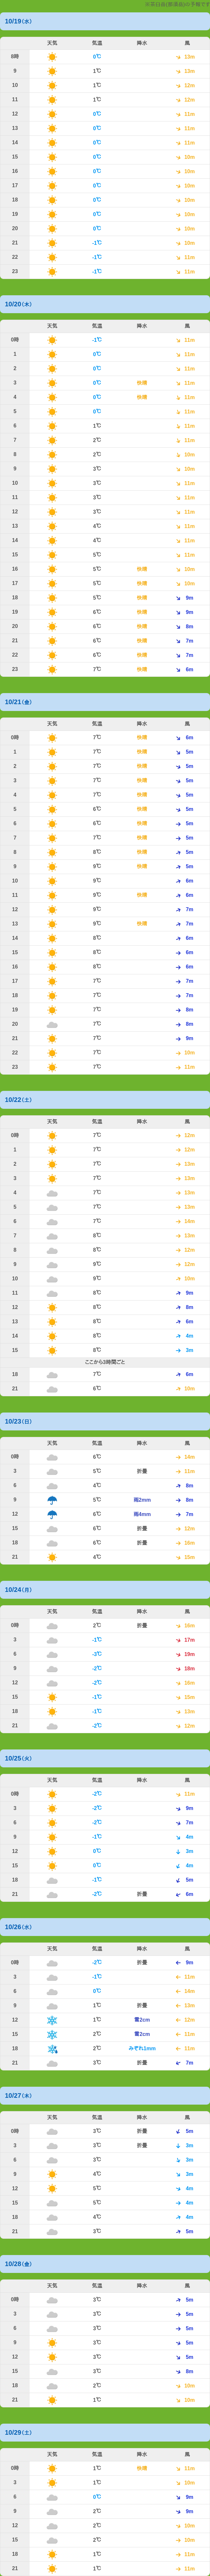 10/19(水)
天気 気温 降水 風
8時 0℃ 13m
9 1℃ 13m
10 1℃ 11m
11 1℃ 12m
12 0℃ 11m
13 0℃ 11m
14 0℃ 11m
15 0℃ 10m
16 0℃ 10m
17 0℃ 10m
18 0℃ 10m
19 0℃ 10m
20 0℃ 10m
21 -1℃ 10m
22 -1℃ 11m
23 -1℃ 11m
10/20(木)
天気 気温 降水 風
0時 -1℃ 11m
1 0℃ 11m
2 0℃ 11m
3 0℃ 快晴 11m
4 0℃ 快晴 11m
5 0℃ 11m
6 1℃ 11m
7 2℃ 11m
8 2℃ 10m
9 3℃ 10m
10 3℃ 11m
11 3℃ 11m
12 3℃ 11m
13 4℃ 11m
14 4℃ 11m
15 5℃ 11m
16 5℃ 快晴 10m
17 5℃ 快晴 10m
18 5℃ 快晴 9m
19 6℃ 快晴 9m
20 6℃ 快晴 8m
21 6℃ 快晴 7m
22 6℃ 快晴 7m
23 7℃ 快晴 6m
10/21(金)
天気 気温 降水 風
0時 7℃ 快晴 6m
1 7℃ 快晴 5m
2 7℃ 快晴 5m
3 7℃ 快晴 5m
4 7℃ 快晴 5m
5 6℃ 快晴 5m
6 6℃ 快晴 5m
7 7℃ 快晴 5m
8 8℃ 快晴 5m
9 9℃ 快晴 5m
10 9℃ 6m
11 9℃ 快晴 6m
12 9℃ 7m
13 9℃ 快晴 7m
14 8℃ 6m
15 8℃ 6m
16 8℃ 6m
17 7℃ 7m
18 7℃ 7m
19 7℃ 8m
20 7℃ 8m
21 7℃ 9m
22 7℃ 10m
23 7℃ 11m
10/22(土)
天気 気温 降水 風
0時 7℃ 12m
1 7℃ 12m
2 7℃ 13m
3 7℃ 13m
4 7℃ 13m
5 7℃ 13m
6 7℃ 14m
7 8℃ 13m
8 8℃ 12m
9 9℃ 12m
10 9℃ 10m
11 8℃ 9m
12 8℃ 8m
13 8℃ 6m
14 8℃ 4m
15 8℃ 3m
ここから3時間ごと
18 7℃ 6m
21 6℃ 10m
10/23(日)
天気 気温 降水 風
0時 6℃ 14m
3 5℃ 折畳 11m
6 4℃ 8m
9 5℃ 雨2mm 8m
12 6℃ 雨4mm 7m
15 6℃ 折畳 12m
18 6℃ 折畳 16m
21 4℃ 15m
10/24(月)
天気 気温 降水 風
0時 2℃ 折畳 16m
3 -1℃ 17m
6 -3℃ 19m
9 -2℃ 18m
12 -2℃ 16m
15 -1℃ 15m
18 -1℃ 13m
21 -2℃ 12m
10/25(火)
天気 気温 降水 風
0時 -2℃ 11m
3 -2℃ 9m
6 -2℃ 7m
9 -1℃ 4m
12 0℃ 3m
15 0℃ 4m
18 -1℃ 5m
21 -2℃ 折畳 6m
10/26(水)
天気 気温 降水 風
0時 -2℃ 折畳 9m
3 -1℃ 11m
6 0℃ 14m
9 1℃ 折畳 13m
12 1℃ 雪2cm 12m
15 2℃ 雪2cm 11m
18 2℃ みぞれ1mm 11m
21 3℃ 折畳 7m
10/27(木)
天気 気温 降水 風
0時 3℃ 折畳 5m
3 3℃ 折畳 3m
6 3℃ 3m
9 4℃ 3m
12 5℃ 4m
15 5℃ 4m
18 4℃ 4m
21 3℃ 5m
10/28(金)
天気 気温 降水 風
0時 3℃ 5m
3 3℃ 5m
6 3℃ 5m
9 3℃ 5m
12 3℃ 5m
15 3℃ 8m
18 2℃ 10m
21 1℃ 10m
10/29(土)
天気 気温 降水 風
0時 1℃ 快晴 11m
3 1℃ 10m
6 0℃ 9m
9 2℃ 9m
12 2℃ 10m
15 2℃ 10m
18 1℃ 11m
21 1℃ 11m